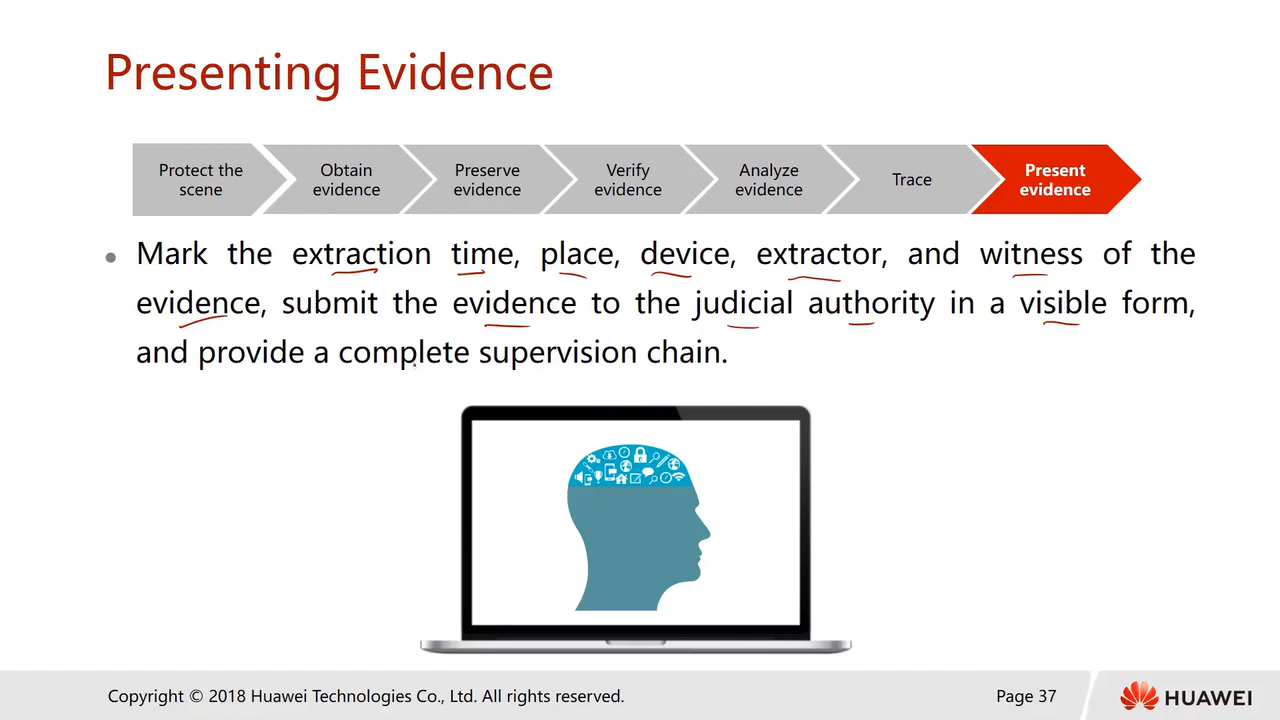 Presenting Evidence
Protect the
scene
Obtain
evidence
Preserve
evidence
Verify
evidence
Analyze
evidence
Trace
Present
evidence
Mark the extraction time, place, device, extractor, and witness of the
evidence, submit the evidence to the judicial authority in a visible form,
and provide a complete supervision chain.
Copyright © 2018 Huawei Technologies Co., Ltd. All rights reserved.
Page 37
HUAWEI